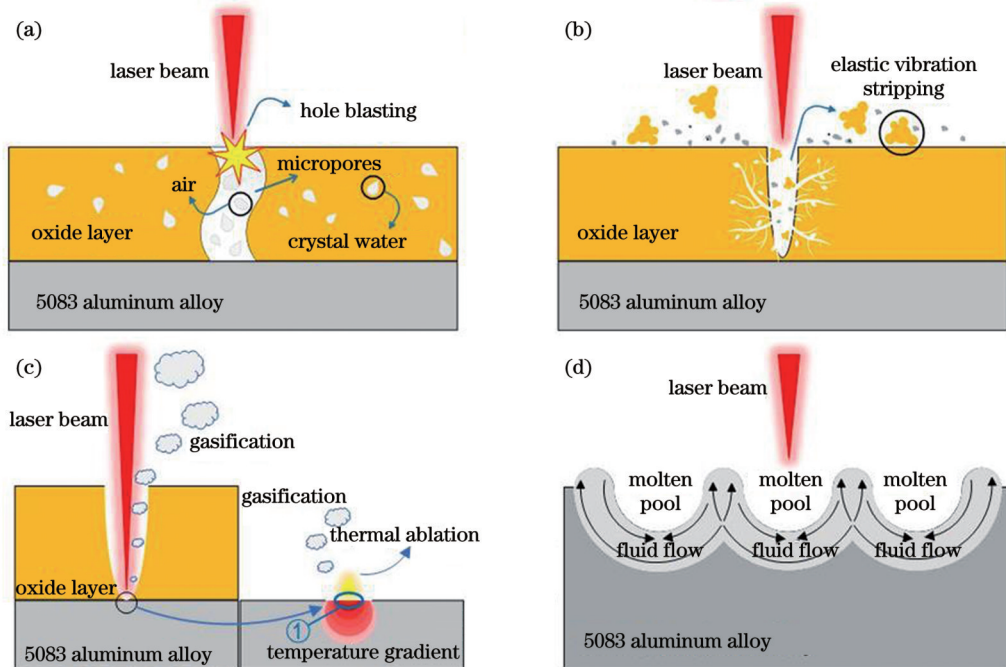 (a)
laser beam
hole blasting
micropores
air
oxide layer
crystal water
5083 aluminum alloy
(b)
laser beam
elastic vibration
stripping
oxide layer
5083 aluminum alloy
(c)
laser beam
gasification
gasification
thermal ablation
oxide layer
①
5083 aluminum alloy
temperature gradient
(d)
laser beam
molten
pool
molten
pool
molten
pool
fluid flow
fluid flow
fluid flow
5083 aluminum alloy